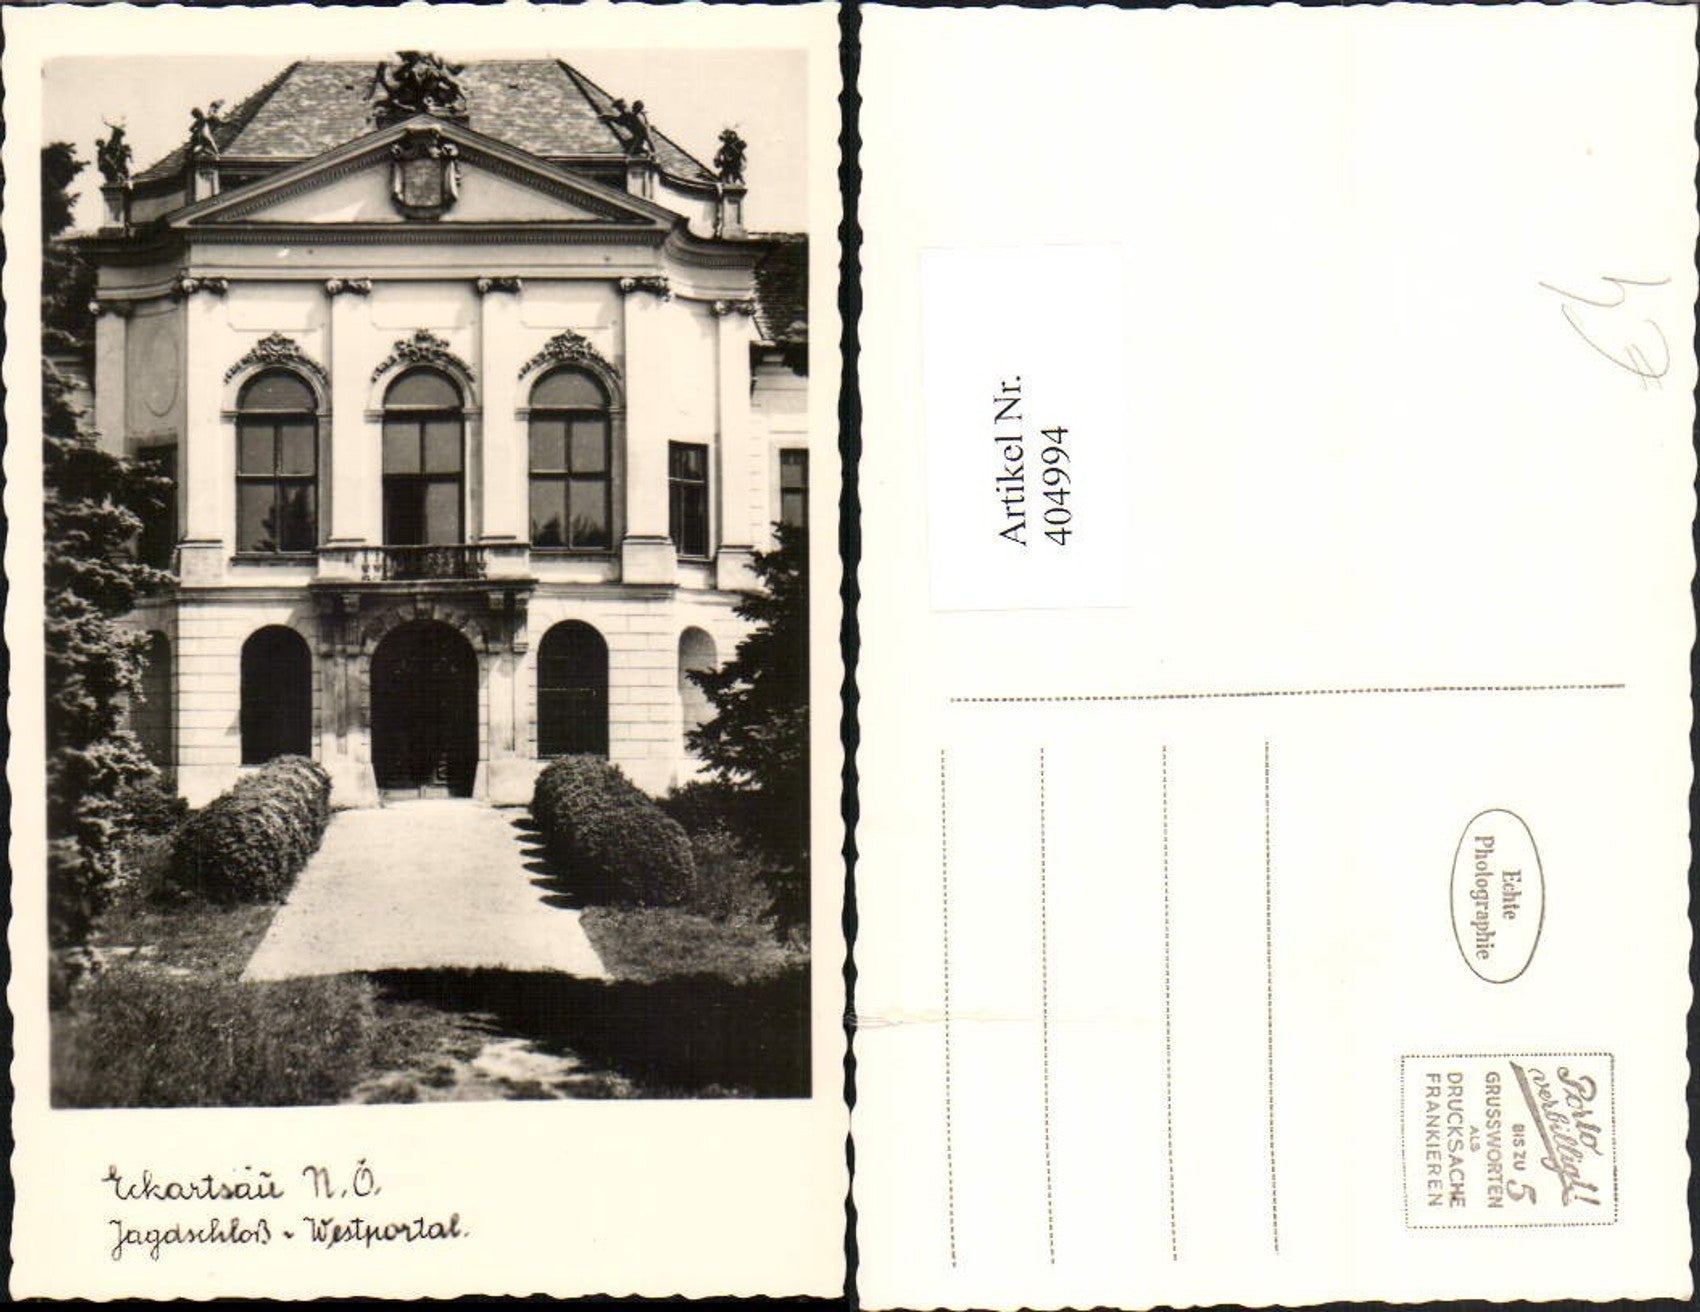 Eckartsau N.Ö.
Jagdschloß - Westportal.
Artikel Nr.
404994
Echte
Photographie
Porto
verbilligt!
BIS ZU 5
GRUSSWORTEN
ALS
DRUCKSACHE
FRANKIEREN